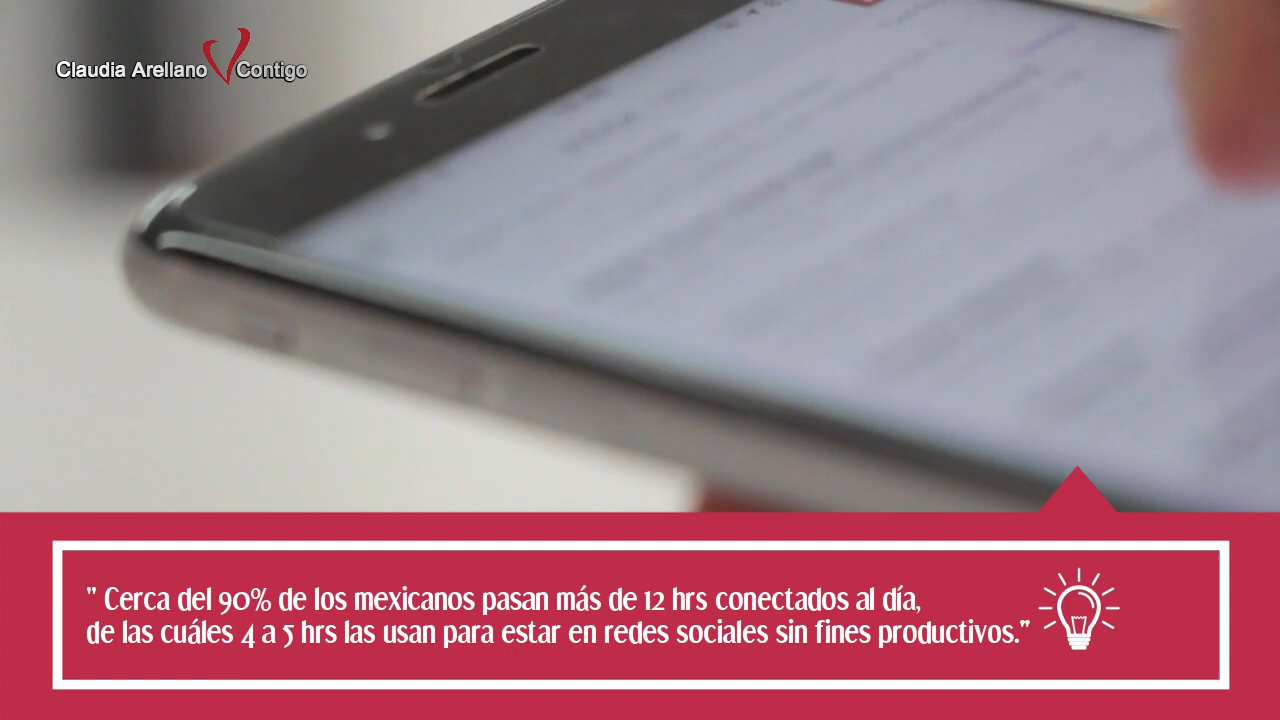 Claudia Arellano Contigo
" Cerca del 90% de los mexicanos pasan más de 12 hrs conectados al día,
de las cuáles 4 a 5 hrs las usan para estar en redes sociales sin fines productivos."